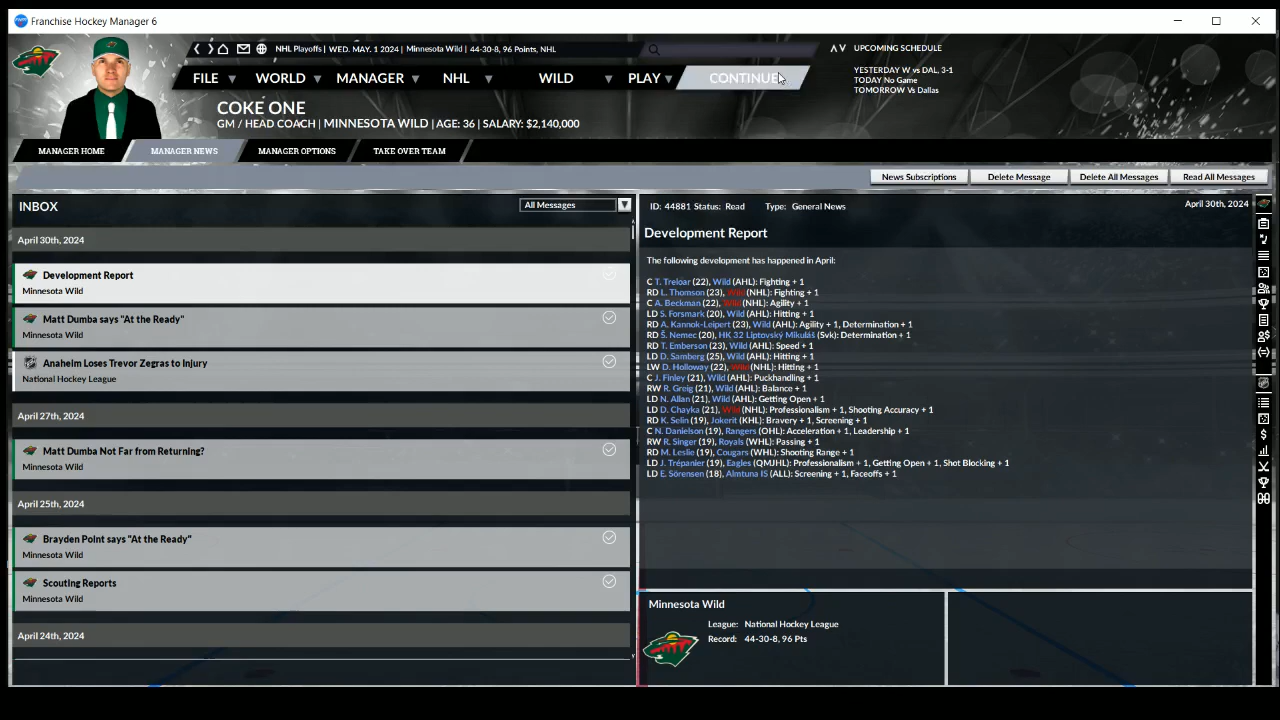 Franchise Hockey Manager 6
NHL Playoffs | WED. MAY. 1 2024 | Minnesota Wild | 44-30-8, 96 Points, NHL
FILE WORLD MANAGER NHL WILD PLAY CONTINUE
COKE ONE
GM / HEAD COACH | MINNESOTA WILD | AGE: 36 | SALARY: $2,140,000
UPCOMING SCHEDULE
YESTERDAY W vs DAL, 3-1
TODAY No Game
TOMORROW Vs Dallas
MANAGER HOME MANAGER NEWS MANAGER OPTIONS TAKE OVER TEAM
News Subscriptions Delete Message Delete All Messages Read All Messages
INBOX All Messages
April 30th, 2024
Development Report
Minnesota Wild
Matt Dumba says "At the Ready"
Minnesota Wild
Anaheim Loses Trevor Zegras to Injury
National Hockey League
April 27th, 2024
Matt Dumba Not Far from Returning?
Minnesota Wild
April 25th, 2024
Brayden Point says "At the Ready"
Minnesota Wild
Scouting Reports
Minnesota Wild
April 24th, 2024
ID: 44881 Status: Read Type: General News April 30th, 2024
Development Report
The following development has happened in April:
C T. Treloar (22), Wild (AHL): Fighting + 1
RD L. Thomson (23), Wild (NHL): Fighting + 1
C A. Beckman (22), Wild (NHL): Agility + 1
LD S. Forsmark (20), Wild (AHL): Hitting + 1
RD A. Kannok-Leipert (23), Wild (AHL): Agility + 1, Determination + 1
RD Š. Nemec (20), HK 32 Liptovský Mikuláš (Svk): Determination + 1
RD T. Emberson (23), Wild (AHL): Speed + 1
LD D. Samberg (25), Wild (AHL): Hitting + 1
LW D. Holloway (22), Wild (NHL): Hitting + 1
C J. Finley (21), Wild (AHL): Puckhandling + 1
RW R. Greig (21), Wild (AHL): Balance + 1
LD N. Allan (21), Wild (AHL): Getting Open + 1
LD D. Chayka (21), Wild (NHL): Professionalism + 1, Shooting Accuracy + 1
RD K. Selin (19), Jokerit (KHL): Bravery + 1, Screening + 1
C N. Danielson (19), Rangers (OHL): Acceleration + 1, Leadership + 1
RW R. Singer (19), Royals (WHL): Passing + 1
RD M. Leslie (19), Cougars (WHL): Shooting Range + 1
LD J. Trépanier (19), Eagles (QMJHL): Professionalism + 1, Getting Open + 1, Shot Blocking + 1
LD E. Sörensen (18), Almtuna IS (ALL): Screening + 1, Faceoffs + 1
Minnesota Wild
League: National Hockey League
Record: 44-30-8, 96 Pts